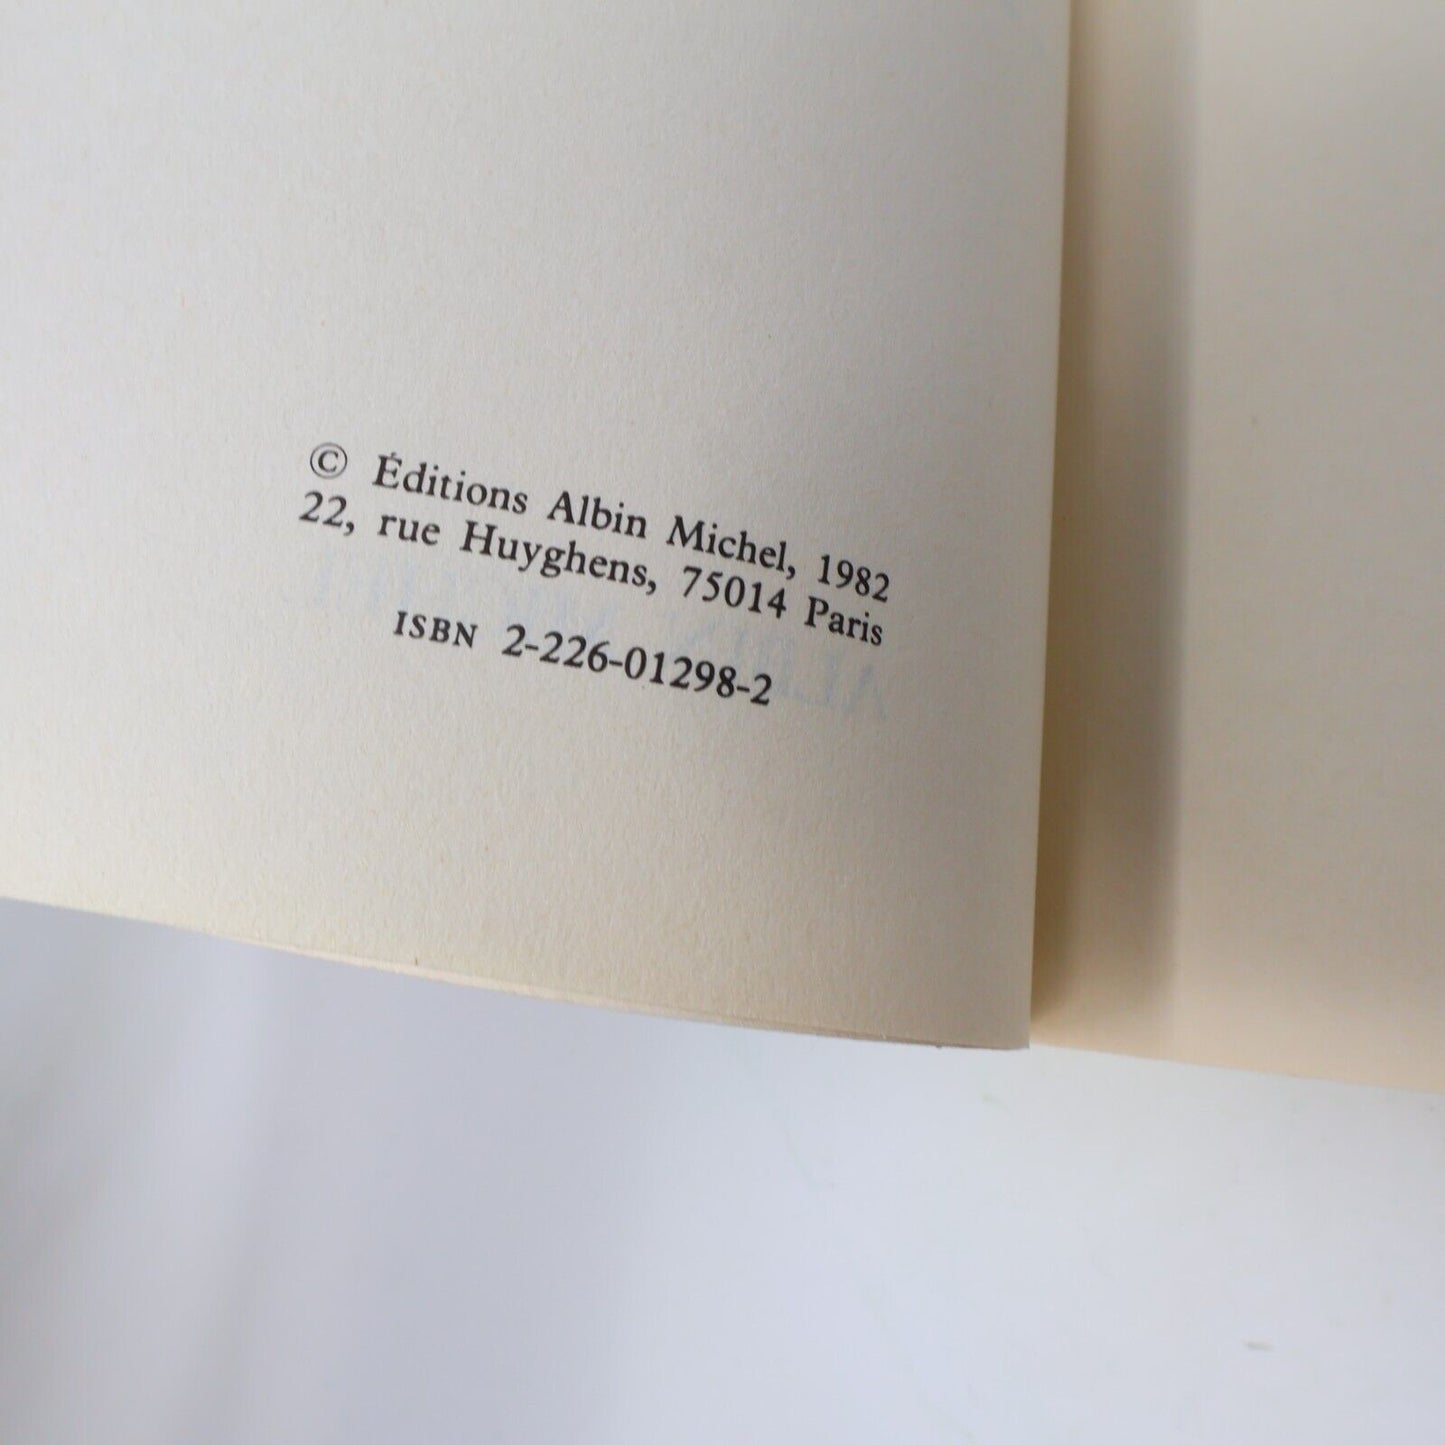 © Éditions Albin Michel, 1982
22, rue Huyghens, 75014 Paris
ISBN 2-226-01298-2